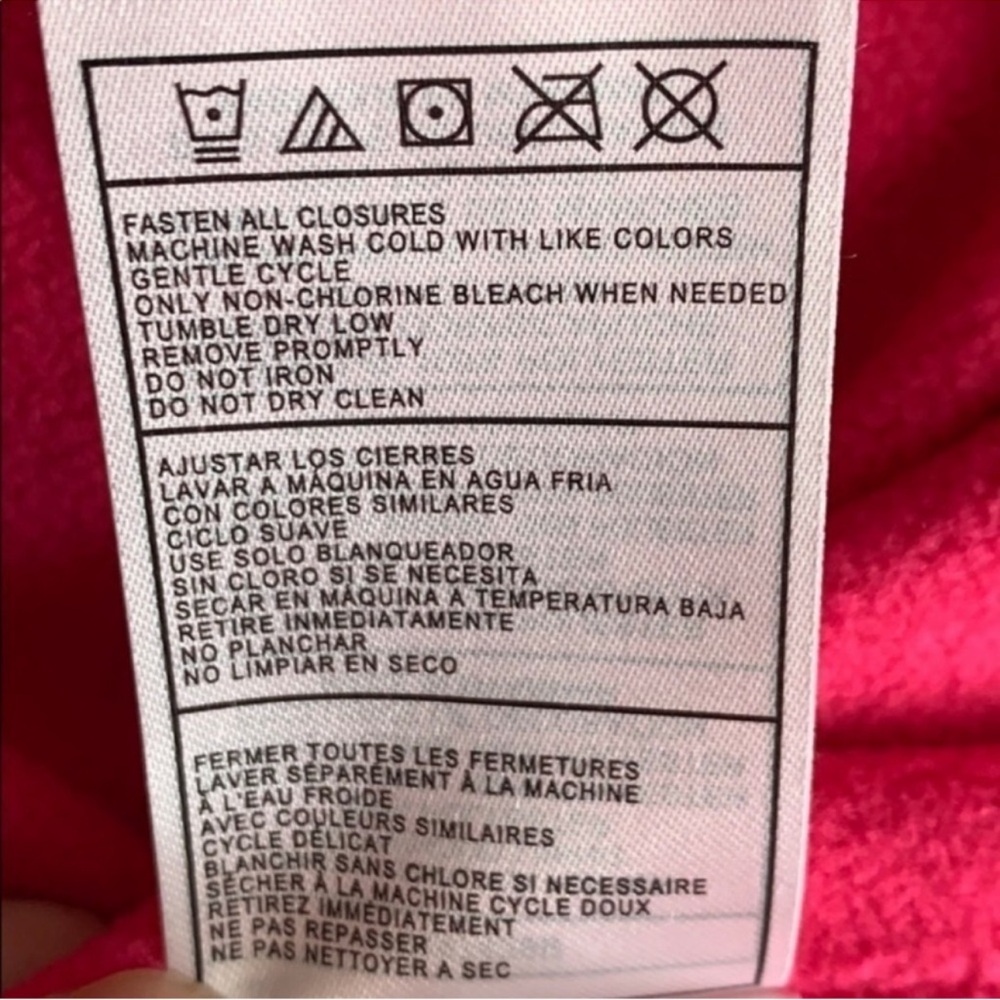 FASTEN ALL CLOSURES
MACHINE WASH COLD WITH LIKE COLORS
GENTLE CYCLE
ONLY NON-CHLORINE BLEACH WHEN NEEDED
TUMBLE DRY LOW
REMOVE PROMPTLY
DO NOT IRON
DO NOT DRY CLEAN
AJUSTAR LOS CIERRES
LAVAR A MÁQUINA EN AGUA FRIA
CON COLORES SIMILARES
CICLO SUAVE
USE SOLO BLANQUEADOR
SIN CLORO SI SE NECESITA
SECAR EN MÁQUINA A TEMPERATURA BAJA
RETIRE INMEDIATAMENTE
NO PLANCHAR
NO LIMPIAR EN SECO
FERMER TOUTES LES FERMETURES
LAVER SÉPARÉMENT À LA MACHINE
À L'EAU FROIDE
AVEC COULEURS SIMILAIRES
CYCLE DÉLICAT
BLANCHIR SANS CHLORE SI NECESSAIRE
SÉCHER À LA MACHINE CYCLE DOUX
RETIREZ IMMÉDIATEMENT
NE PAS REPASSER
NE PAS NETTOYER A SEC